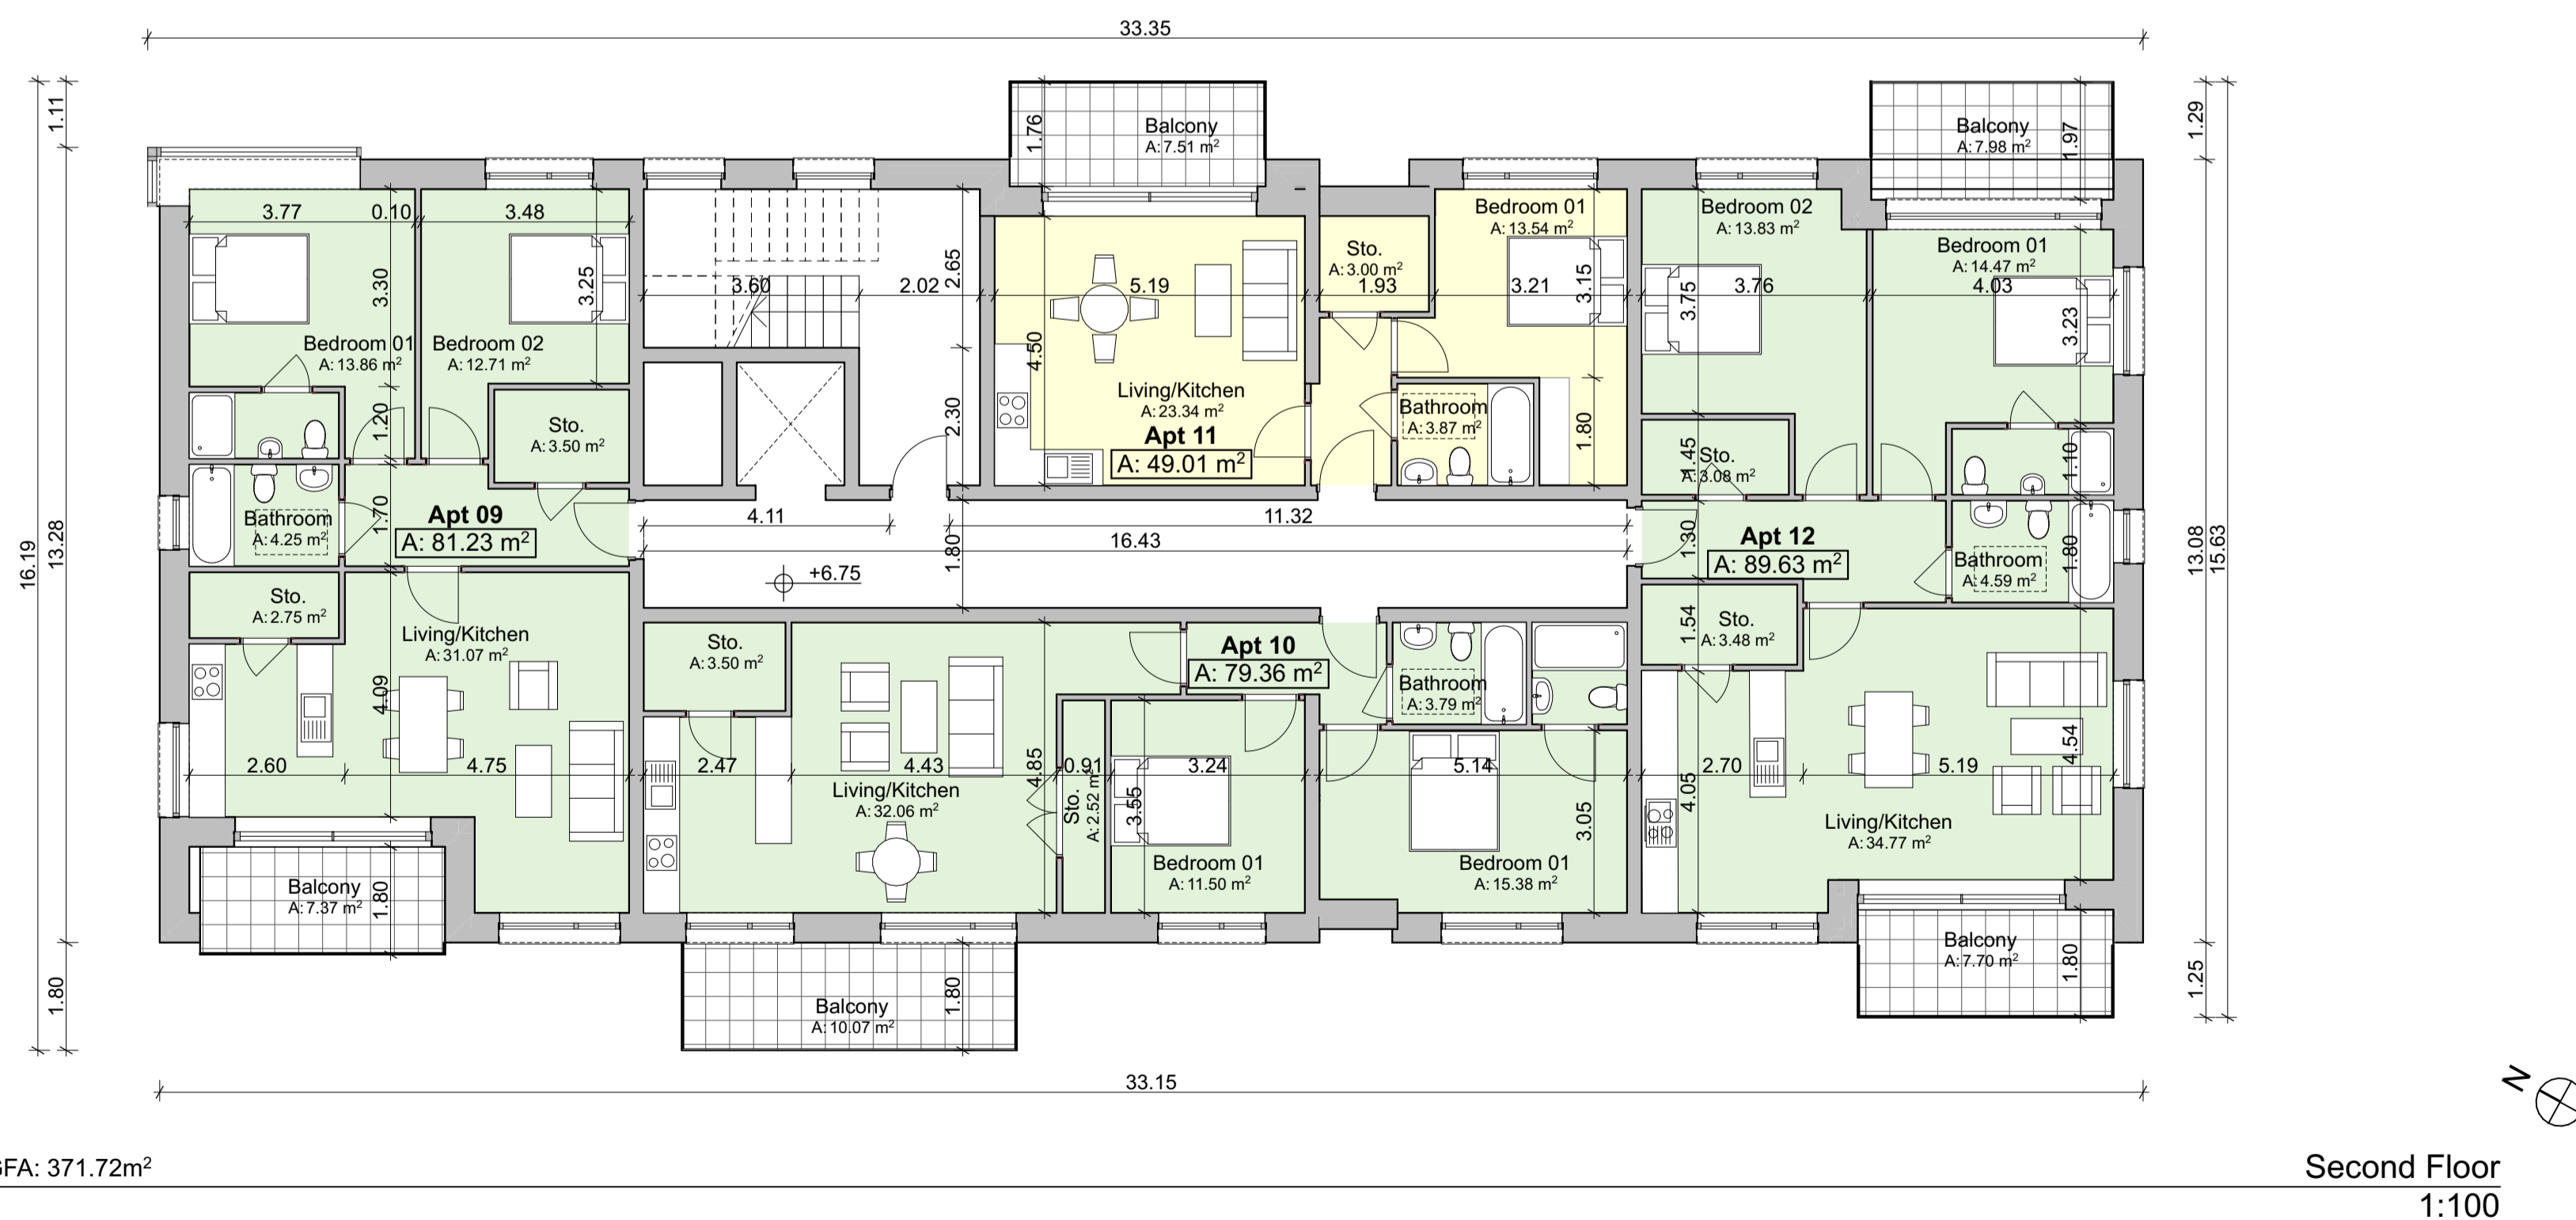 33.35
1.11
16.19
13.28
1.80
1.29
13.08
15.63
1.25
Balcony
A: 7.51 m²
1.76
Balcony
A: 7.98 m²
1.97
3.77
0.10
3.48
3.30
3.25
Bedroom 01
A: 13.86 m²
Bedroom 02
A: 12.71 m²
1.20
Sto.
A: 3.50 m²
Bathroom
A: 4.25 m²
1.70
Apt 09
A: 81.23 m²
Sto.
A: 2.75 m²
Living/Kitchen
A: 31.07 m²
4.09
2.60
4.75
Balcony
A: 7.37 m²
1.80
3.60
2.02
2.65
2.30
4.11
11.32
16.43
1.80
+6.75
5.19
4.50
Living/Kitchen
A: 23.34 m²
Apt 11
A: 49.01 m²
Sto.
A: 3.00 m²
1.93
Bedroom 01
A: 13.54 m²
3.21
3.15
Bathroom
A: 3.87 m²
1.80
Bedroom 02
A: 13.83 m²
3.75
3.76
Bedroom 01
A: 14.47 m²
4.03
3.23
1.45
Sto.
A: 3.08 m²
1.10
1.30
Apt 12
A: 89.63 m²
Bathroom
A: 4.59 m²
1.80
1.54
Sto.
A: 3.48 m²
4.05
2.70
5.19
4.54
Living/Kitchen
A: 34.77 m²
Balcony
A: 7.70 m²
1.80
Sto.
A: 3.50 m²
2.47
4.43
4.85
Living/Kitchen
A: 32.06 m²
Apt 10
A: 79.36 m²
0.91
Sto.
A: 2.52 m²
3.24
3.55
Bedroom 01
A: 11.50 m²
Bathroom
A: 3.79 m²
5.14
3.05
Bedroom 01
A: 15.38 m²
Balcony
A: 10.07 m²
1.80
33.15
N
GFA: 371.72m²
Second Floor
1:100